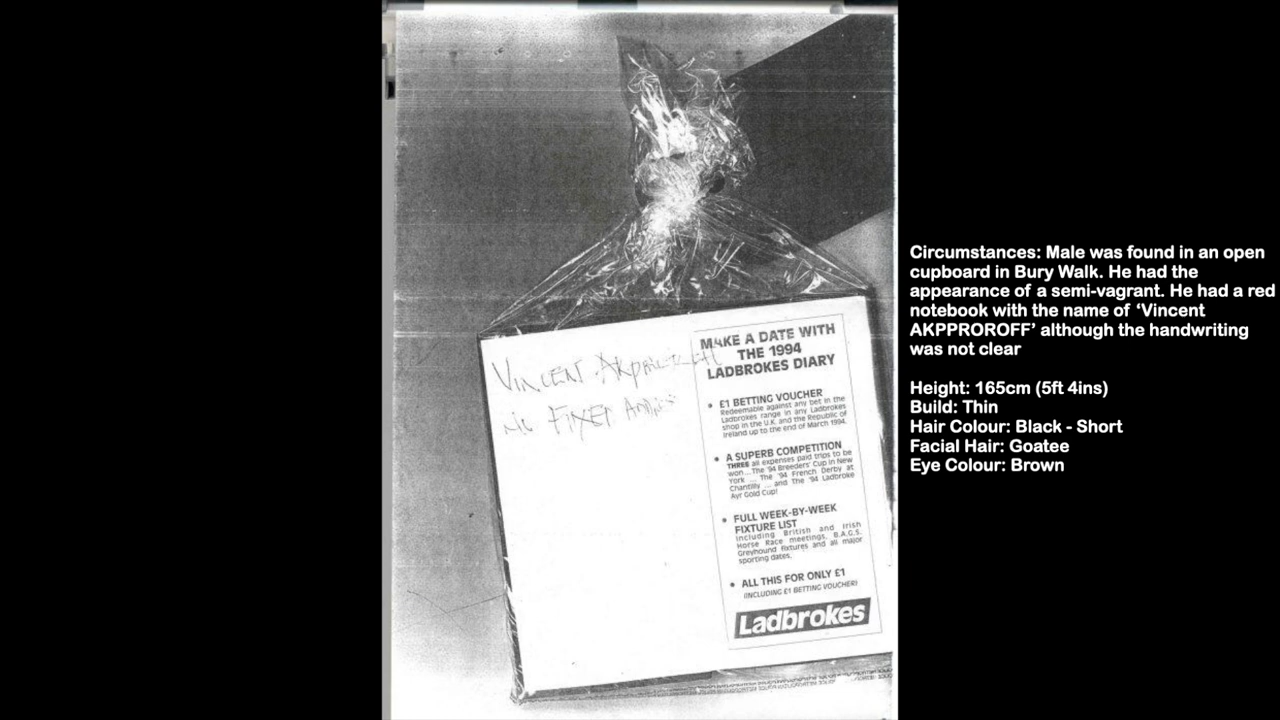 VINCENT
NO FIXED
MAKE A DATE WITH
THE 1994
LADBROKES DIARY
• £1 BETTING VOUCHER
Redeemable against any bet in the
Ladbrokes range in any Ladbrokes
shop in the U.K. and the Republic of
Ireland up to the end of March 1994.
• A SUPERB COMPETITION
THREE all expenses paid trips to be
won ... The '94 Breeders' Cup in New
York ... The '94 French Derby at
Chantilly ... and The '94 Ladbroke
Ayr Gold Cup!
• FULL WEEK-BY-WEEK
FIXTURE LIST
including British and Irish
Horse Race meetings, B.A.G.S.
Greyhound fixtures and all major
sporting dates.
• ALL THIS FOR ONLY £1
(INCLUDING £1 BETTING VOUCHER)
Ladbrokes
Circumstances: Male was found in an open
cupboard in Bury Walk. He had the
appearance of a semi-vagrant. He had a red
notebook with the name of ‘Vincent
AKPPROROFF’ although the handwriting
was not clear
Height: 165cm (5ft 4ins)
Build: Thin
Hair Colour: Black - Short
Facial Hair: Goatee
Eye Colour: Brown